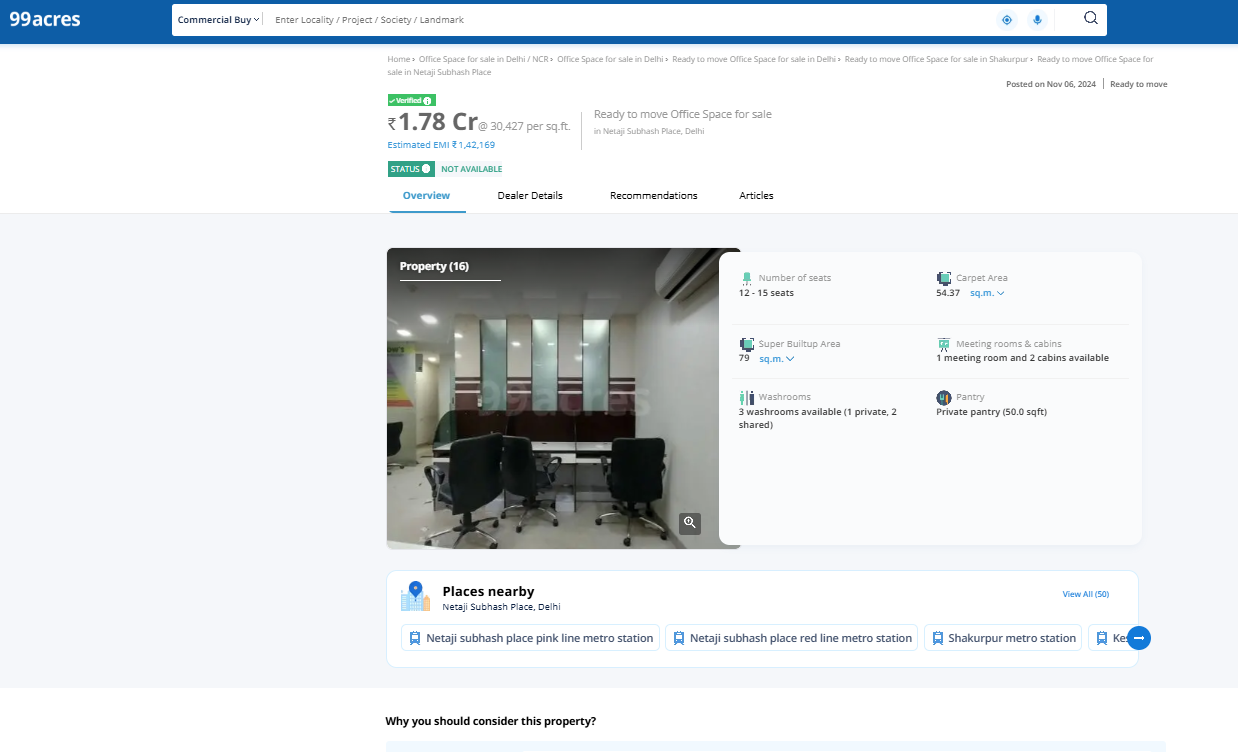 99acres
Commercial Buy
Enter Locality / Project / Society / Landmark
Home › Office Space for sale in Delhi / NCR › Office Space for sale in Delhi › Ready to move Office Space for sale in Delhi › Ready to move Office Space for sale in Shakurpur › Ready to move Office Space for
sale in Netaji Subhash Place
Posted on Nov 06, 2024 | Ready to move
Verified
₹1.78 Cr @ 30,427 per sq.ft.
Estimated EMI ₹1,42,169
Ready to move Office Space for sale
in Netaji Subhash Place, Delhi
STATUS NOT AVAILABLE
Overview Dealer Details Recommendations Articles
Property (16)
99acres
Number of seats
12 - 15 seats
Carpet Area
54.37 sq.m.
Super Builtup Area
79 sq.m.
Meeting rooms & cabins
1 meeting room and 2 cabins available
Washrooms
3 washrooms available (1 private, 2
shared)
Pantry
Private pantry (50.0 sqft)
Places nearby
Netaji Subhash Place, Delhi
View All (50)
Netaji subhash place pink line metro station
Netaji subhash place red line metro station
Shakurpur metro station
Why you should consider this property?